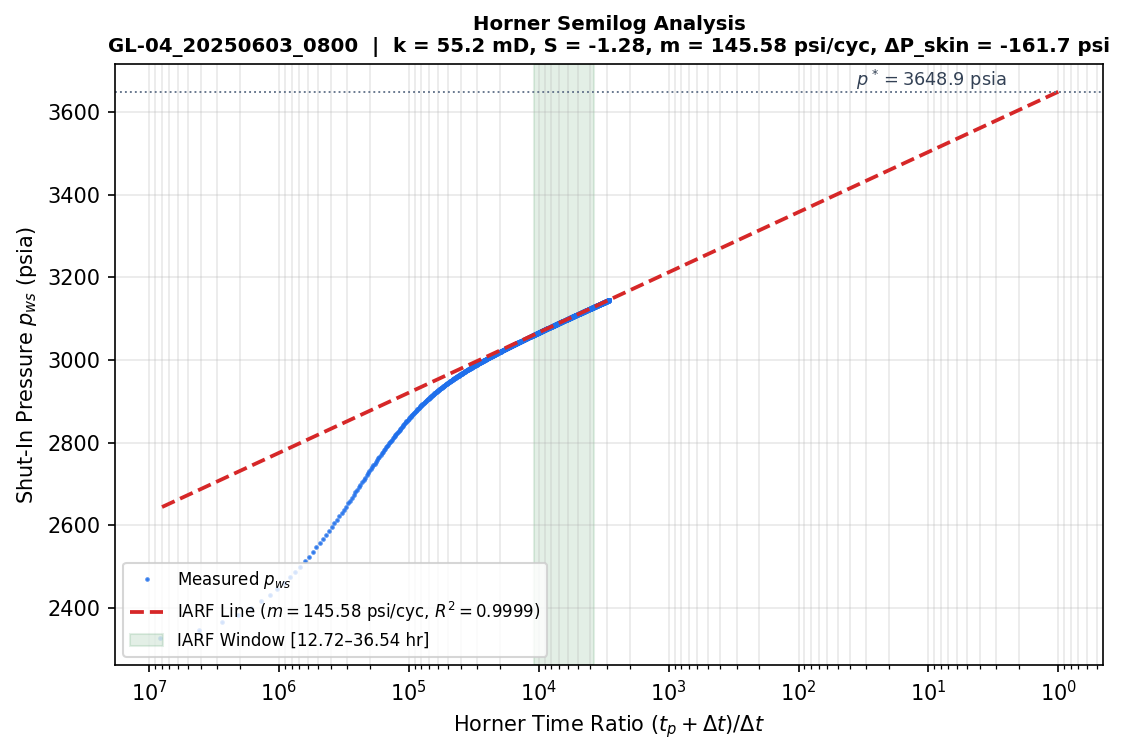 Horner Semilog Analysis
GL-04_20250603_0800 | k = 55.2 mD, S = -1.28, m = 145.58 psi/cyc, ΔP_skin = -161.7 psi
p* = 3648.9 psia
Shut-In Pressure p_ws (psia)
3600
3400
3200
3000
2800
2600
2400
Measured p_ws
IARF Line (m = 145.58 psi/cyc, R² = 0.9999)
IARF Window [12.72–36.54 hr]
10⁷ 10⁶ 10⁵ 10⁴ 10³ 10² 10¹ 10⁰
Horner Time Ratio (t_p + Δt)/Δt